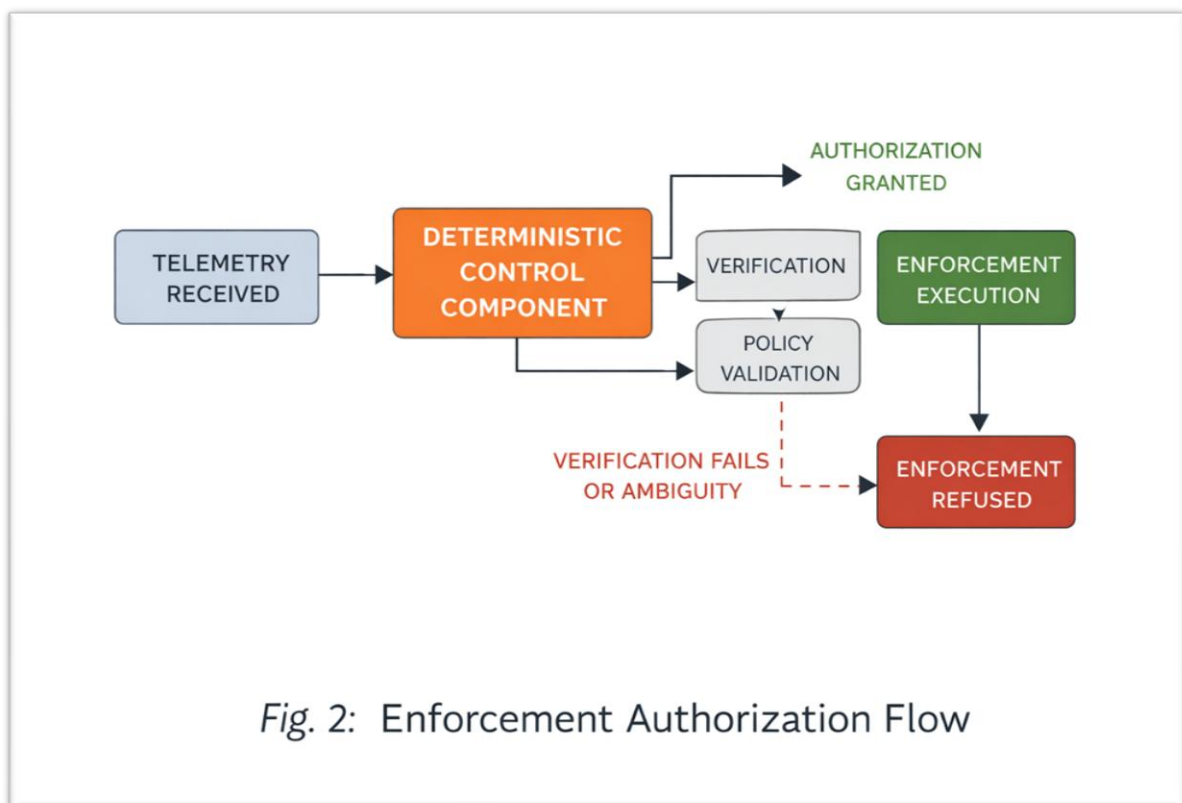 AUTHORIZATION
GRANTED
TELEMETRY
RECEIVED
DETERMINISTIC
CONTROL
COMPONENT
VERIFICATION
ENFORCEMENT
EXECUTION
POLICY
VALIDATION
VERIFICATION FAILS
OR AMBIGUITY
ENFORCEMENT
REFUSED
Fig. 2: Enforcement Authorization Flow